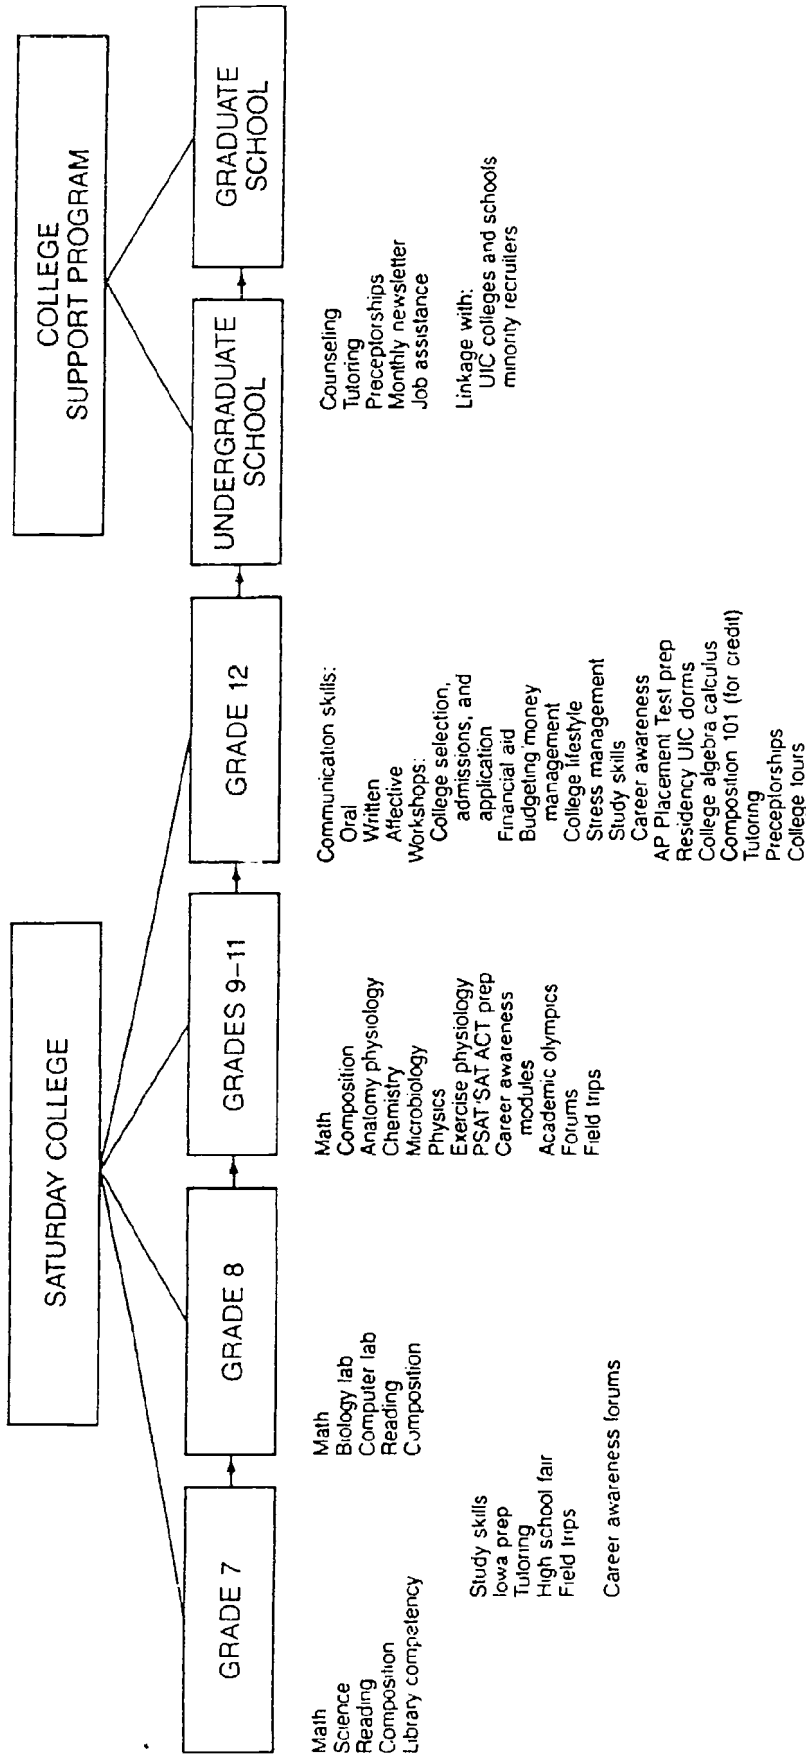 SATURDAY COLLEGE
COLLEGE
SUPPORT PROGRAM
GRADE 7
GRADE 8
GRADES 9–11
GRADE 12
UNDERGRADUATE
SCHOOL
GRADUATE
SCHOOL
Math
Science
Reading
Composition
Library competency
Math
Biology lab
Computer lab
Reading
Composition
Study skills
Iowa prep
Tutoring
High school fair
Field trips
Career awareness forums
Math
Composition
Anatomy physiology
Chemistry
Microbiology
Physics
Exercise physiology
PSAT SAT ACT prep
Career awareness
modules
Academic olympics
Forums
Field trips
Communication skills:
Oral
Written
Affective
Workshops:
College selection,
admissions, and
application
Financial aid
Budgeting money
management
College lifestyle
Stress management
Study skills
Career awareness
AP Placement Test prep
Residency UIC dorms
College algebra calculus
Composition 101 (for credit)
Tutoring
Preceptorships
College tours
Counseling
Tutoring
Preceptorships
Monthly newsletter
Job assistance
Linkage with:
UIC colleges and schools
minority recruiters